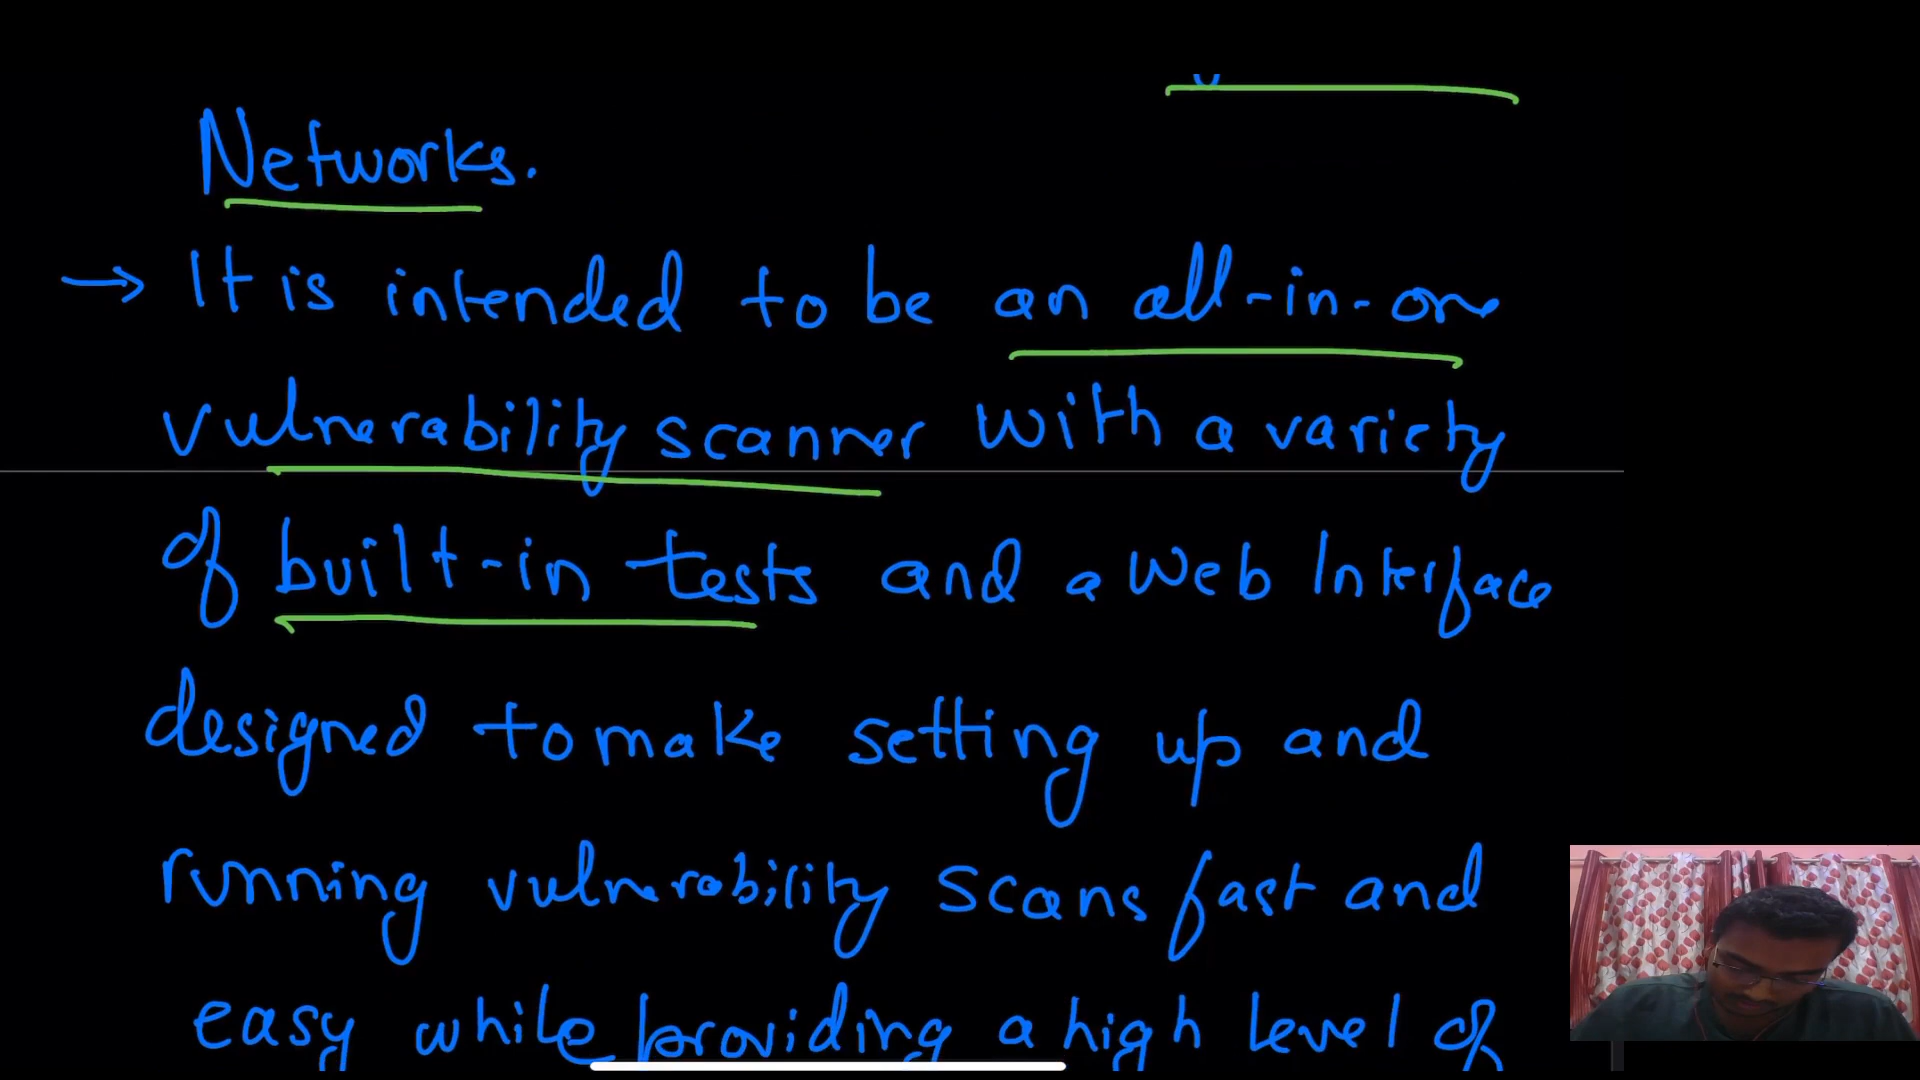 Networks.
→ It is intended to be an all-in-one
vulnerability scanner with a variety
of built-in tests and a Web Interface
designed to make setting up and
running vulnerability scans fast and
easy while providing a high level of